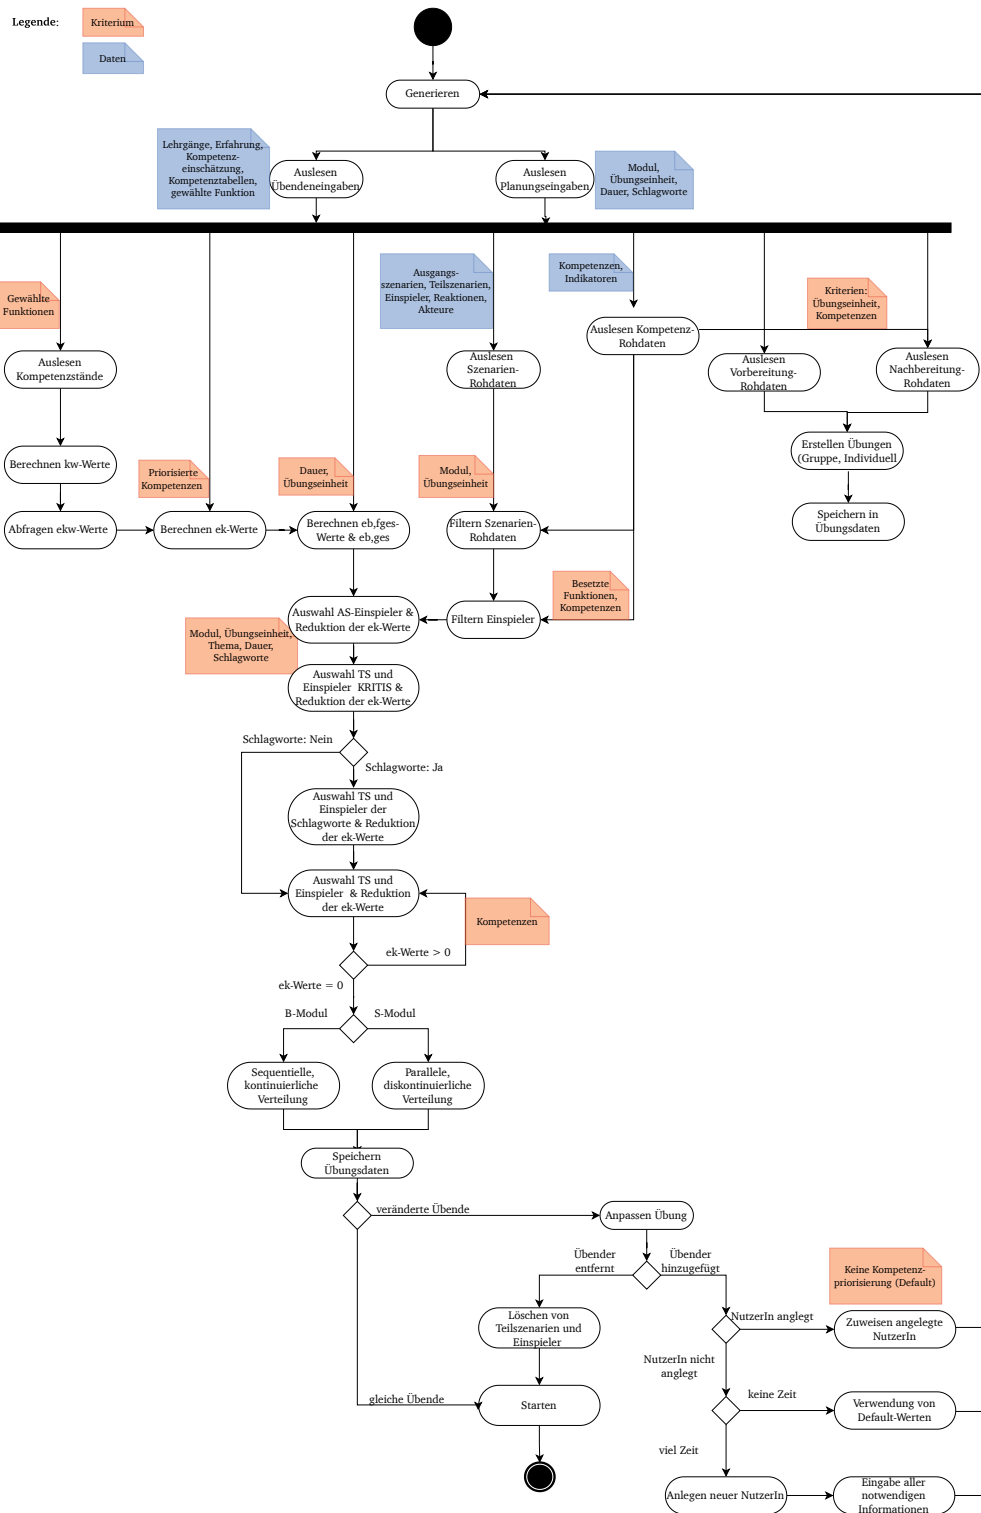 Legende:
Kriterium
Daten
Generieren
Lehrgänge, Erfahrung,
Kompetenz-
einschätzung,
Kompetenztabellen,
gewählte Funktion
Auslesen
Übendeneingaben
Auslesen
Planungseingaben
Modul,
Übungseinheit,
Dauer, Schlagworte
Gewählte
Funktionen
Ausgangs-
szenarien, Teilszenarien,
Einspieler, Reaktionen,
Akteure
Kompetenzen,
Indikatoren
Kriterien:
Übungseinheit,
Kompetenzen
Auslesen
Kompetenzstände
Auslesen
Szenarien-
Rohdaten
Auslesen Kompetenz-
Rohdaten
Auslesen
Vorbereitung-
Rohdaten
Auslesen
Nachbereitung-
Rohdaten
Berechnen kw-Werte
Priorisierte
Kompetenzen
Dauer,
Übungseinheit
Modul,
Übungseinheit
Erstellen Übungen
(Gruppe, Individuell
Abfragen ekw-Werte
Berechnen ek-Werte
Berechnen eb,fges-
Werte & eb,ges
Filtern Szenarien-
Rohdaten
Speichern in
Übungsdaten
Besetzte
Funktionen,
Kompetenzen
Auswahl AS-Einspieler &
Reduktion der ek-Werte
Filtern Einspieler
Modul, Übungseinheit,
Thema, Dauer,
Schlagworte
Auswahl TS und
Einspieler KRITIS &
Reduktion der ek-Werte
Schlagworte: Nein
Schlagworte: Ja
Auswahl TS und
Einspieler der
Schlagworte & Reduktion
der ek-Werte
Auswahl TS und
Einspieler & Reduktion
der ek-Werte
Kompetenzen
ek-Werte > 0
ek-Werte = 0
B-Modul
S-Modul
Sequentielle,
kontinuierliche
Verteilung
Parallele,
diskontinuierliche
Verteilung
Speichern
Übungsdaten
veränderte Übende
Anpassen Übung
Übender
entfernt
Übender
hinzugefügt
Keine Kompetenz-
priorisierung (Default)
Löschen von
Teilszenarien und
Einspieler
NutzerIn anglegt
Zuweisen angelegte
NutzerIn
NutzerIn nicht
anglegt
gleiche Übende
Starten
keine Zeit
Verwendung von
Default-Werten
viel Zeit
Anlegen neuer NutzerIn
Eingabe aller
notwendigen
Informationen